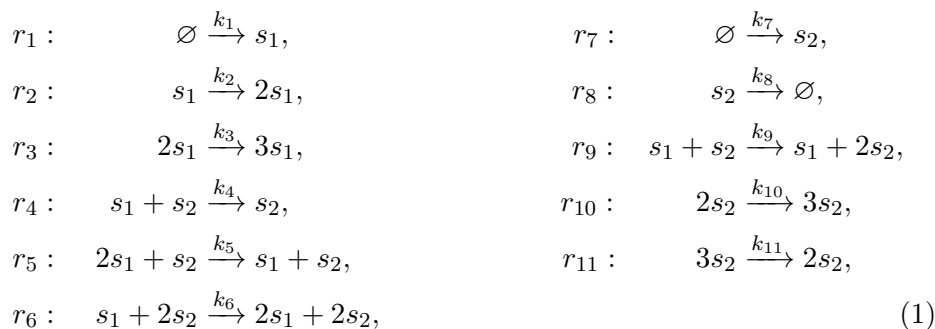 r₁ : ∅ —k₁→ s₁, r₇ : ∅ —k₇→ s₂,
r₂ : s₁ —k₂→ 2s₁, r₈ : s₂ —k₈→ ∅,
r₃ : 2s₁ —k₃→ 3s₁, r₉ : s₁ + s₂ —k₉→ s₁ + 2s₂,
r₄ : s₁ + s₂ —k₄→ s₂, r₁₀ : 2s₂ —k₁₀→ 3s₂,
r₅ : 2s₁ + s₂ —k₅→ s₁ + s₂, r₁₁ : 3s₂ —k₁₁→ 2s₂,
r₆ : s₁ + 2s₂ —k₆→ 2s₁ + 2s₂, (1)